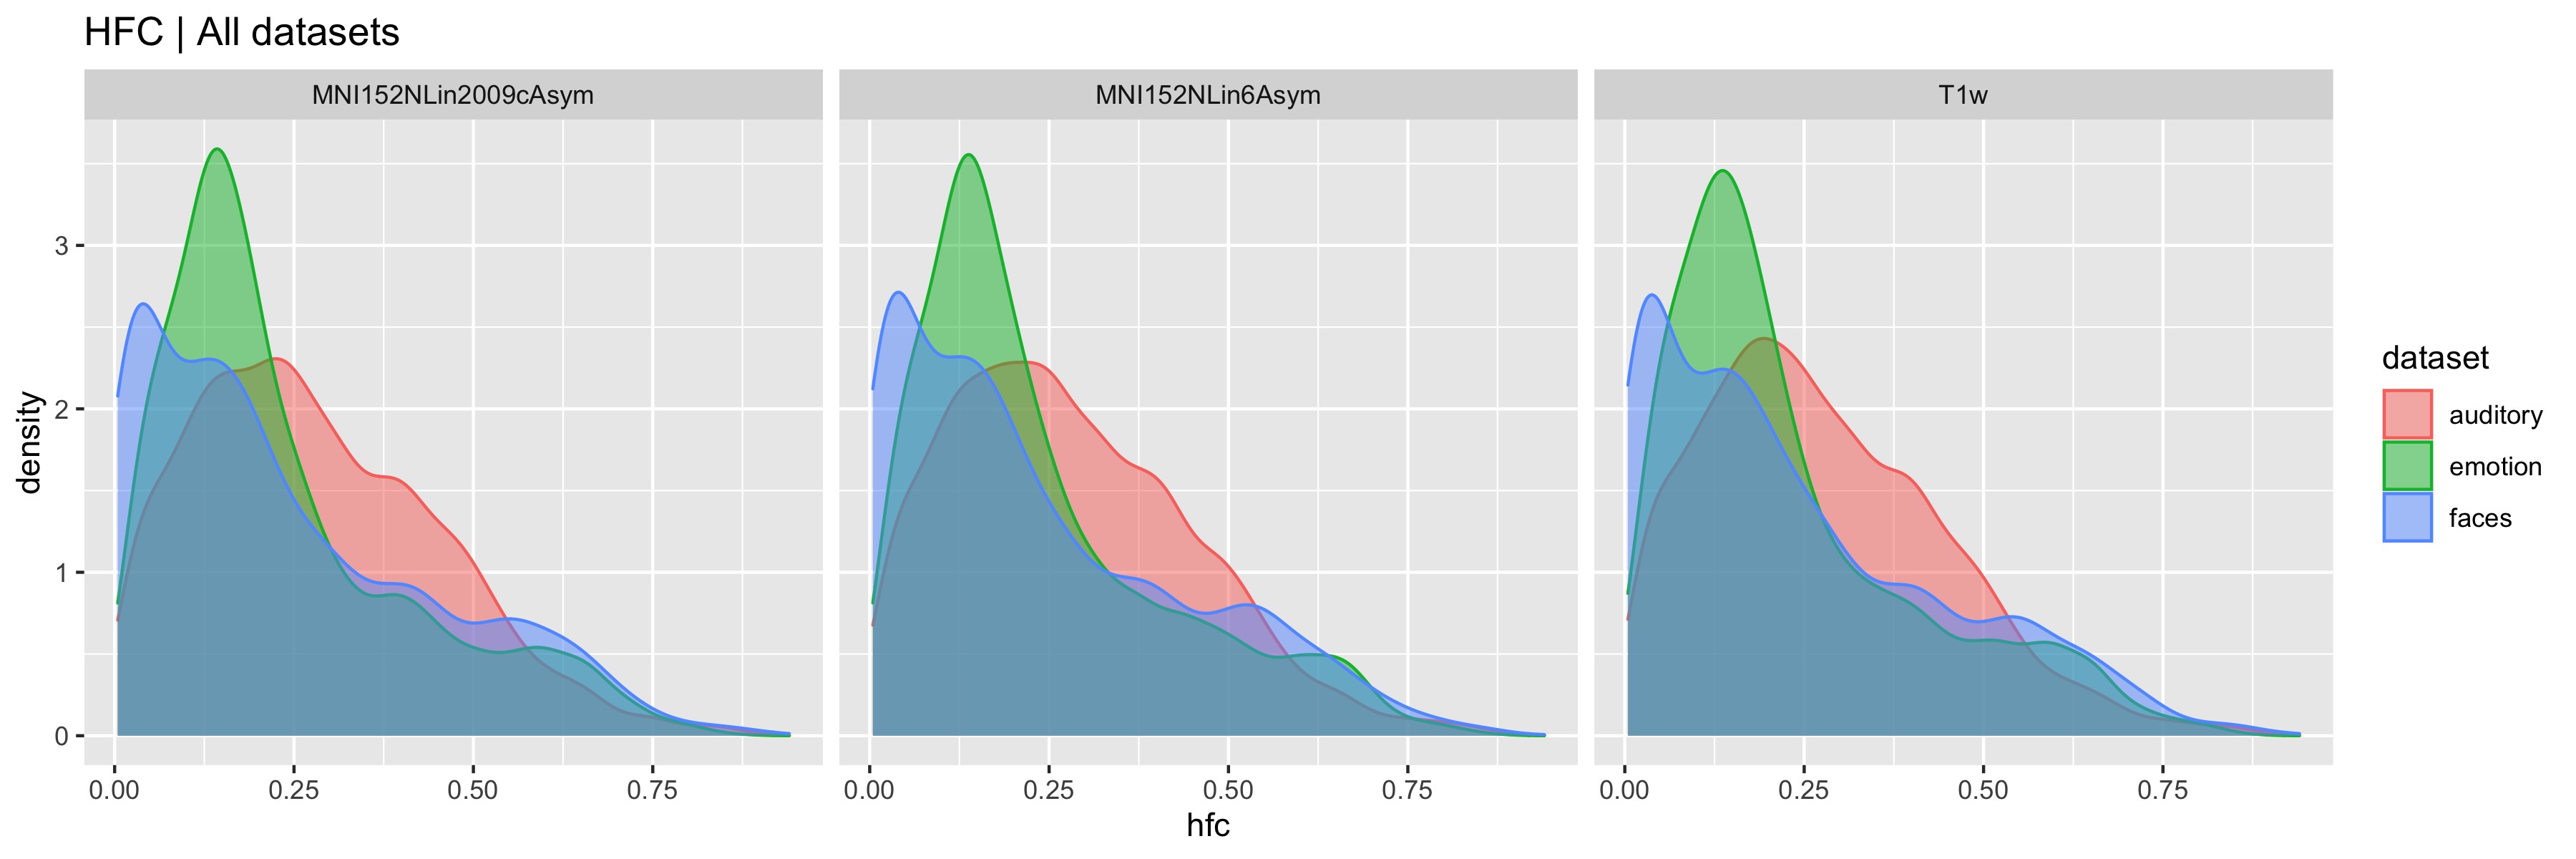 HFC | All datasets
MNI152NLin2009cAsym
MNI152NLin6Asym
T1w
density
3
2
1
0
0.00 0.25 0.50 0.75
0.00 0.25 0.50 0.75
0.00 0.25 0.50 0.75
hfc
dataset
auditory
emotion
faces